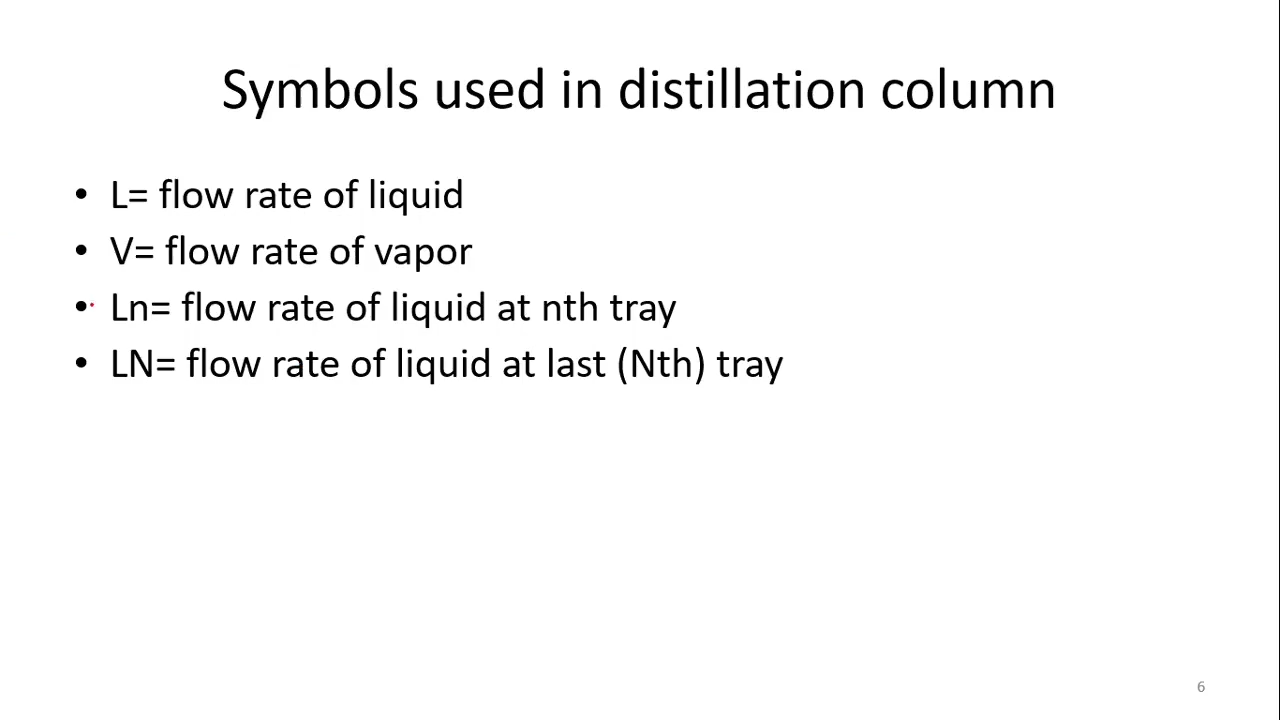 Symbols used in distillation column
• L= flow rate of liquid
• V= flow rate of vapor
• Ln= flow rate of liquid at nth tray
• LN= flow rate of liquid at last (Nth) tray
6